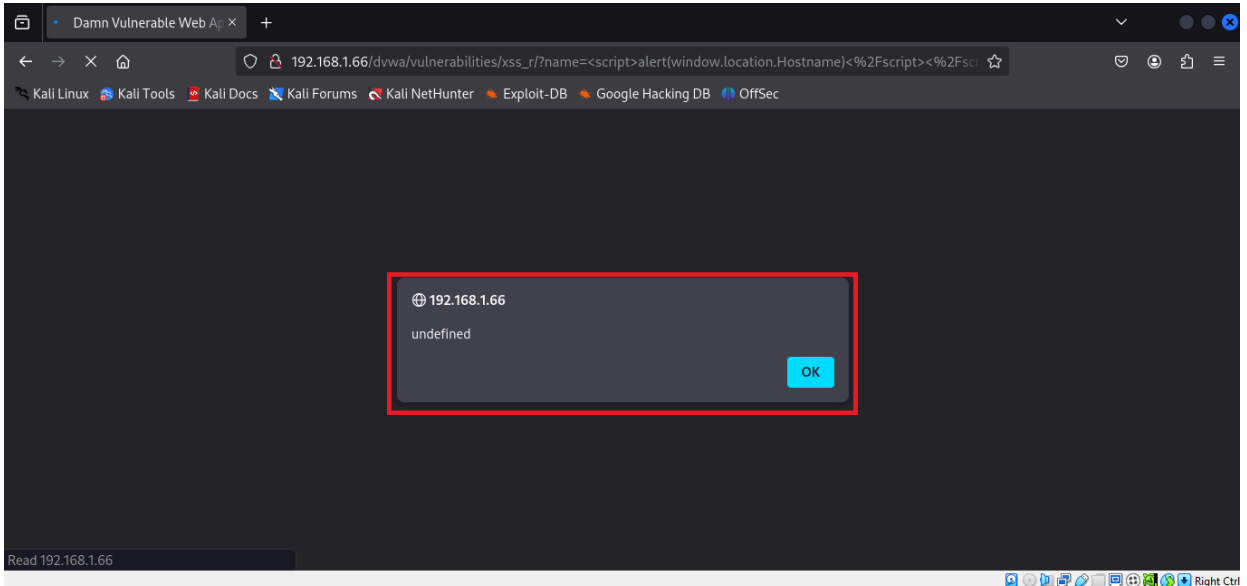 Damn Vulnerable Web Ap
192.168.1.66/dvwa/vulnerabilities/xss_r/?name=<script>alert(window.location.Hostname)<%2Fscript><%2Fscr
Kali Linux Kali Tools Kali Docs Kali Forums Kali NetHunter Exploit-DB Google Hacking DB OffSec
192.168.1.66
undefined
OK
Read 192.168.1.66
Right Ctrl